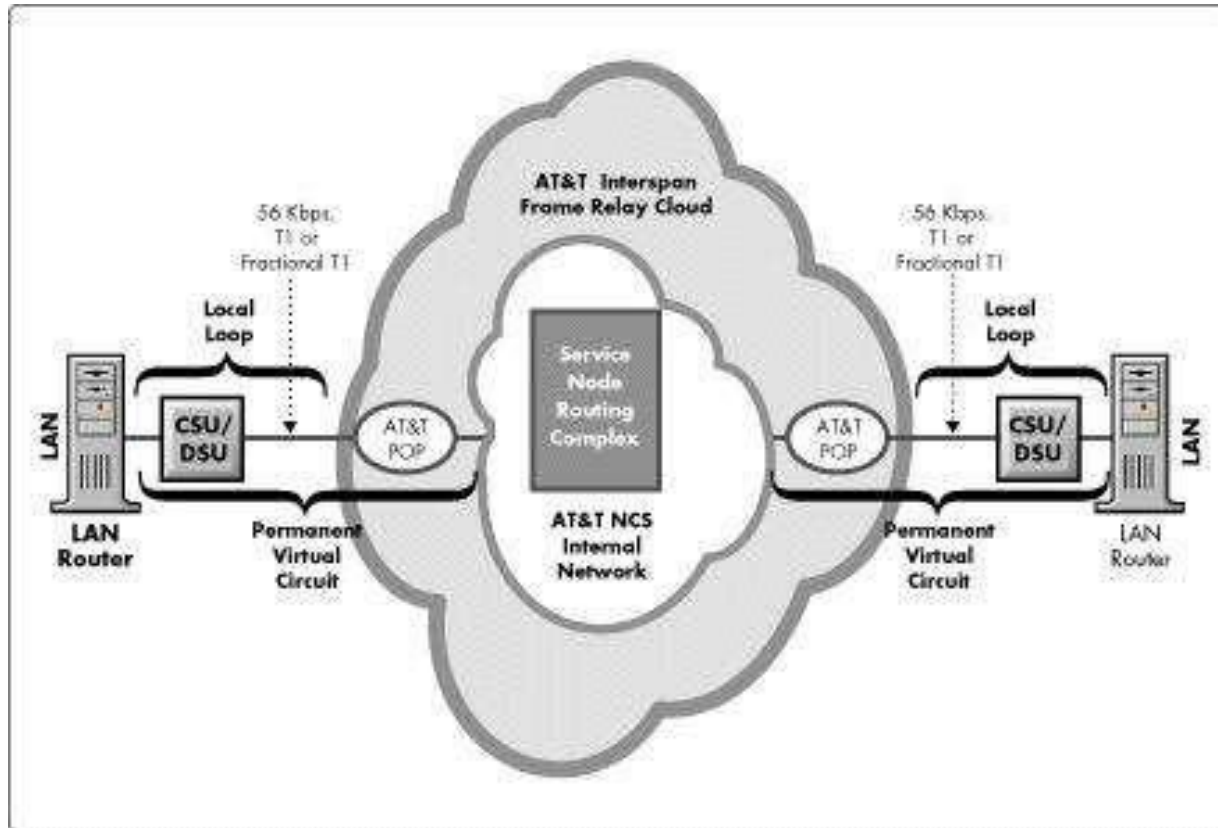 AT&T Interspan
Frame Relay Cloud
56 Kbps,
T1 or
Fractional T1
56 Kbps,
T1 or
Fractional T1
Local
Loop
Local
Loop
LAN
CSU/
DSU
AT&T
POP
Service
Node
Routing
Complex
AT&T
POP
CSU/
DSU
LAN
LAN
Router
Permanent
Virtual
Circuit
AT&T NCS
Internal
Network
Permanent
Virtual
Circuit
LAN
Router